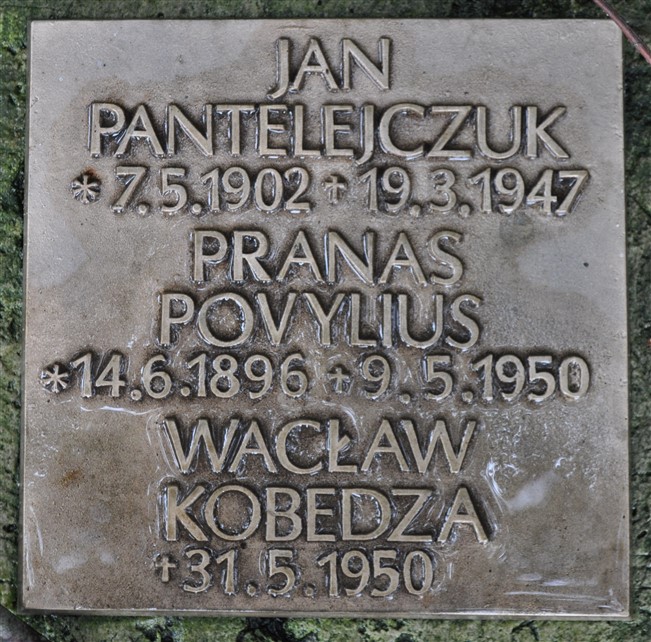 JAN
PANTELEJCZUK
* 7.5.1902 † 19.3.1947
PRANAS
POVYLIUS
* 14.6.1896 † 9.5.1950
WACŁAW
KOBEDZA
† 31.5.1950